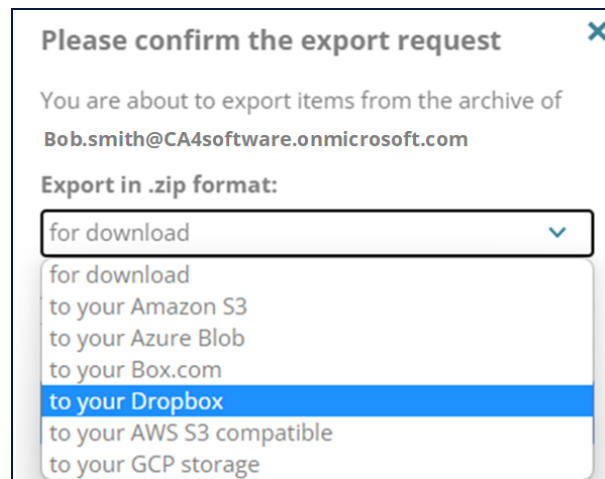 Please confirm the export request
You are about to export items from the archive of
Bob.smith@CA4software.onmicrosoft.com
Export in .zip format:
for download
for download
to your Amazon S3
to your Azure Blob
to your Box.com
to your Dropbox
to your AWS S3 compatible
to your GCP storage